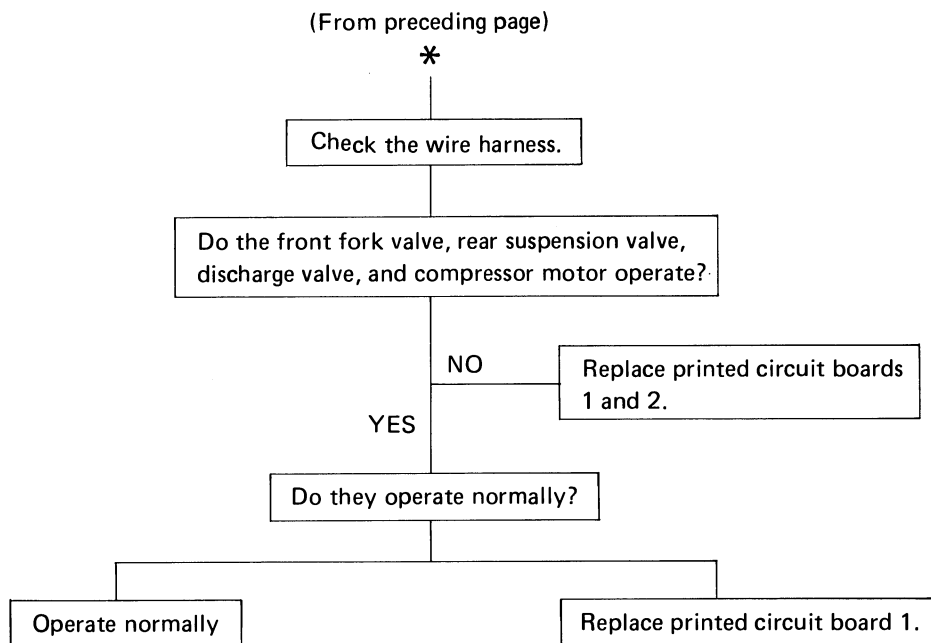 (From preceding page)
*
Check the wire harness.
Do the front fork valve, rear suspension valve,
discharge valve, and compressor motor operate?
NO
Replace printed circuit boards
1 and 2.
YES
Do they operate normally?
Operate normally
Replace printed circuit board 1.